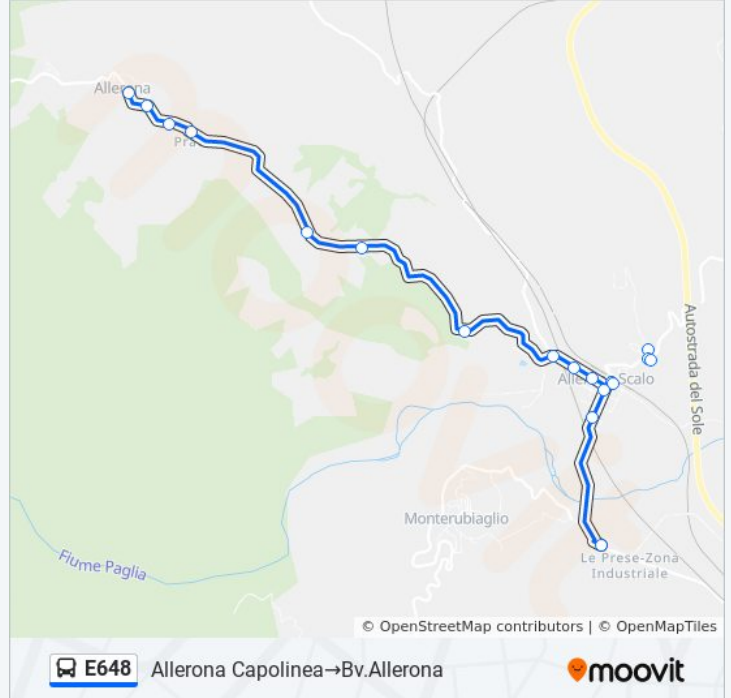 Allerona
Pra
Autostrada del Sole
Allerona Scalo
Monterubiaglio
Fiume Paglia
Le Prese-Zona
Industriale
© OpenStreetMap contributors | © OpenMapTiles
E648 Allerona Capolinea→Bv.Allerona
moovit